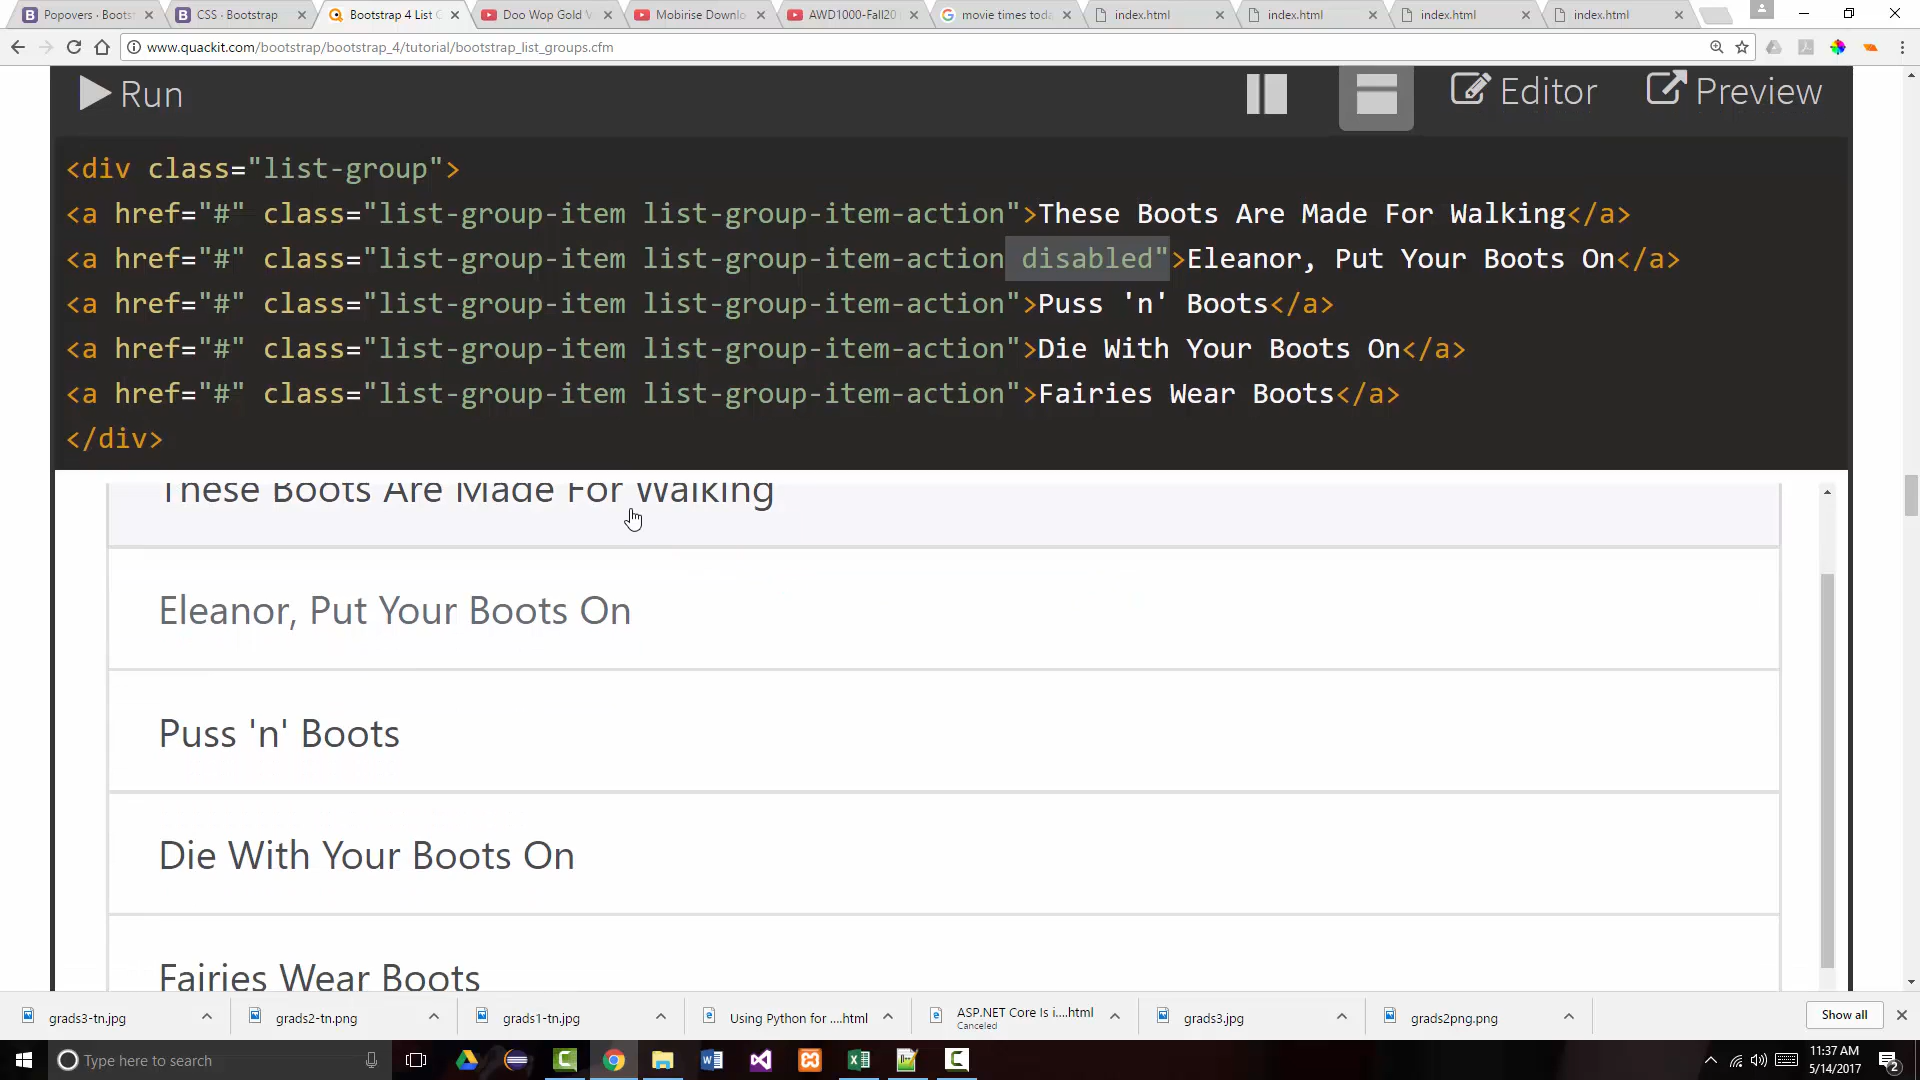 Popovers · Boots
CSS · Bootstrap
Bootstrap 4 List G
Doo Wop Gold V
Mobirise Downlo
AWD1000-Fall20
movie times toda
index.html
index.html
index.html
index.html
www.quackit.com/bootstrap/bootstrap_4/tutorial/bootstrap_list_groups.cfm
Run
Editor
Preview
<div class="list-group">
<a href="#" class="list-group-item list-group-item-action">These Boots Are Made For Walking</a>
<a href="#" class="list-group-item list-group-item-action disabled">Eleanor, Put Your Boots On</a>
<a href="#" class="list-group-item list-group-item-action">Puss 'n' Boots</a>
<a href="#" class="list-group-item list-group-item-action">Die With Your Boots On</a>
<a href="#" class="list-group-item list-group-item-action">Fairies Wear Boots</a>
</div>
These Boots Are Made For Walking
Eleanor, Put Your Boots On
Puss 'n' Boots
Die With Your Boots On
Fairies Wear Boots
grads3-tn.jpg
grads2-tn.png
grads1-tn.jpg
Using Python for ....html
ASP.NET Core Is i....html
Canceled
grads3.jpg
grads2png.png
Show all
Type here to search
11:37 AM
5/14/2017
2